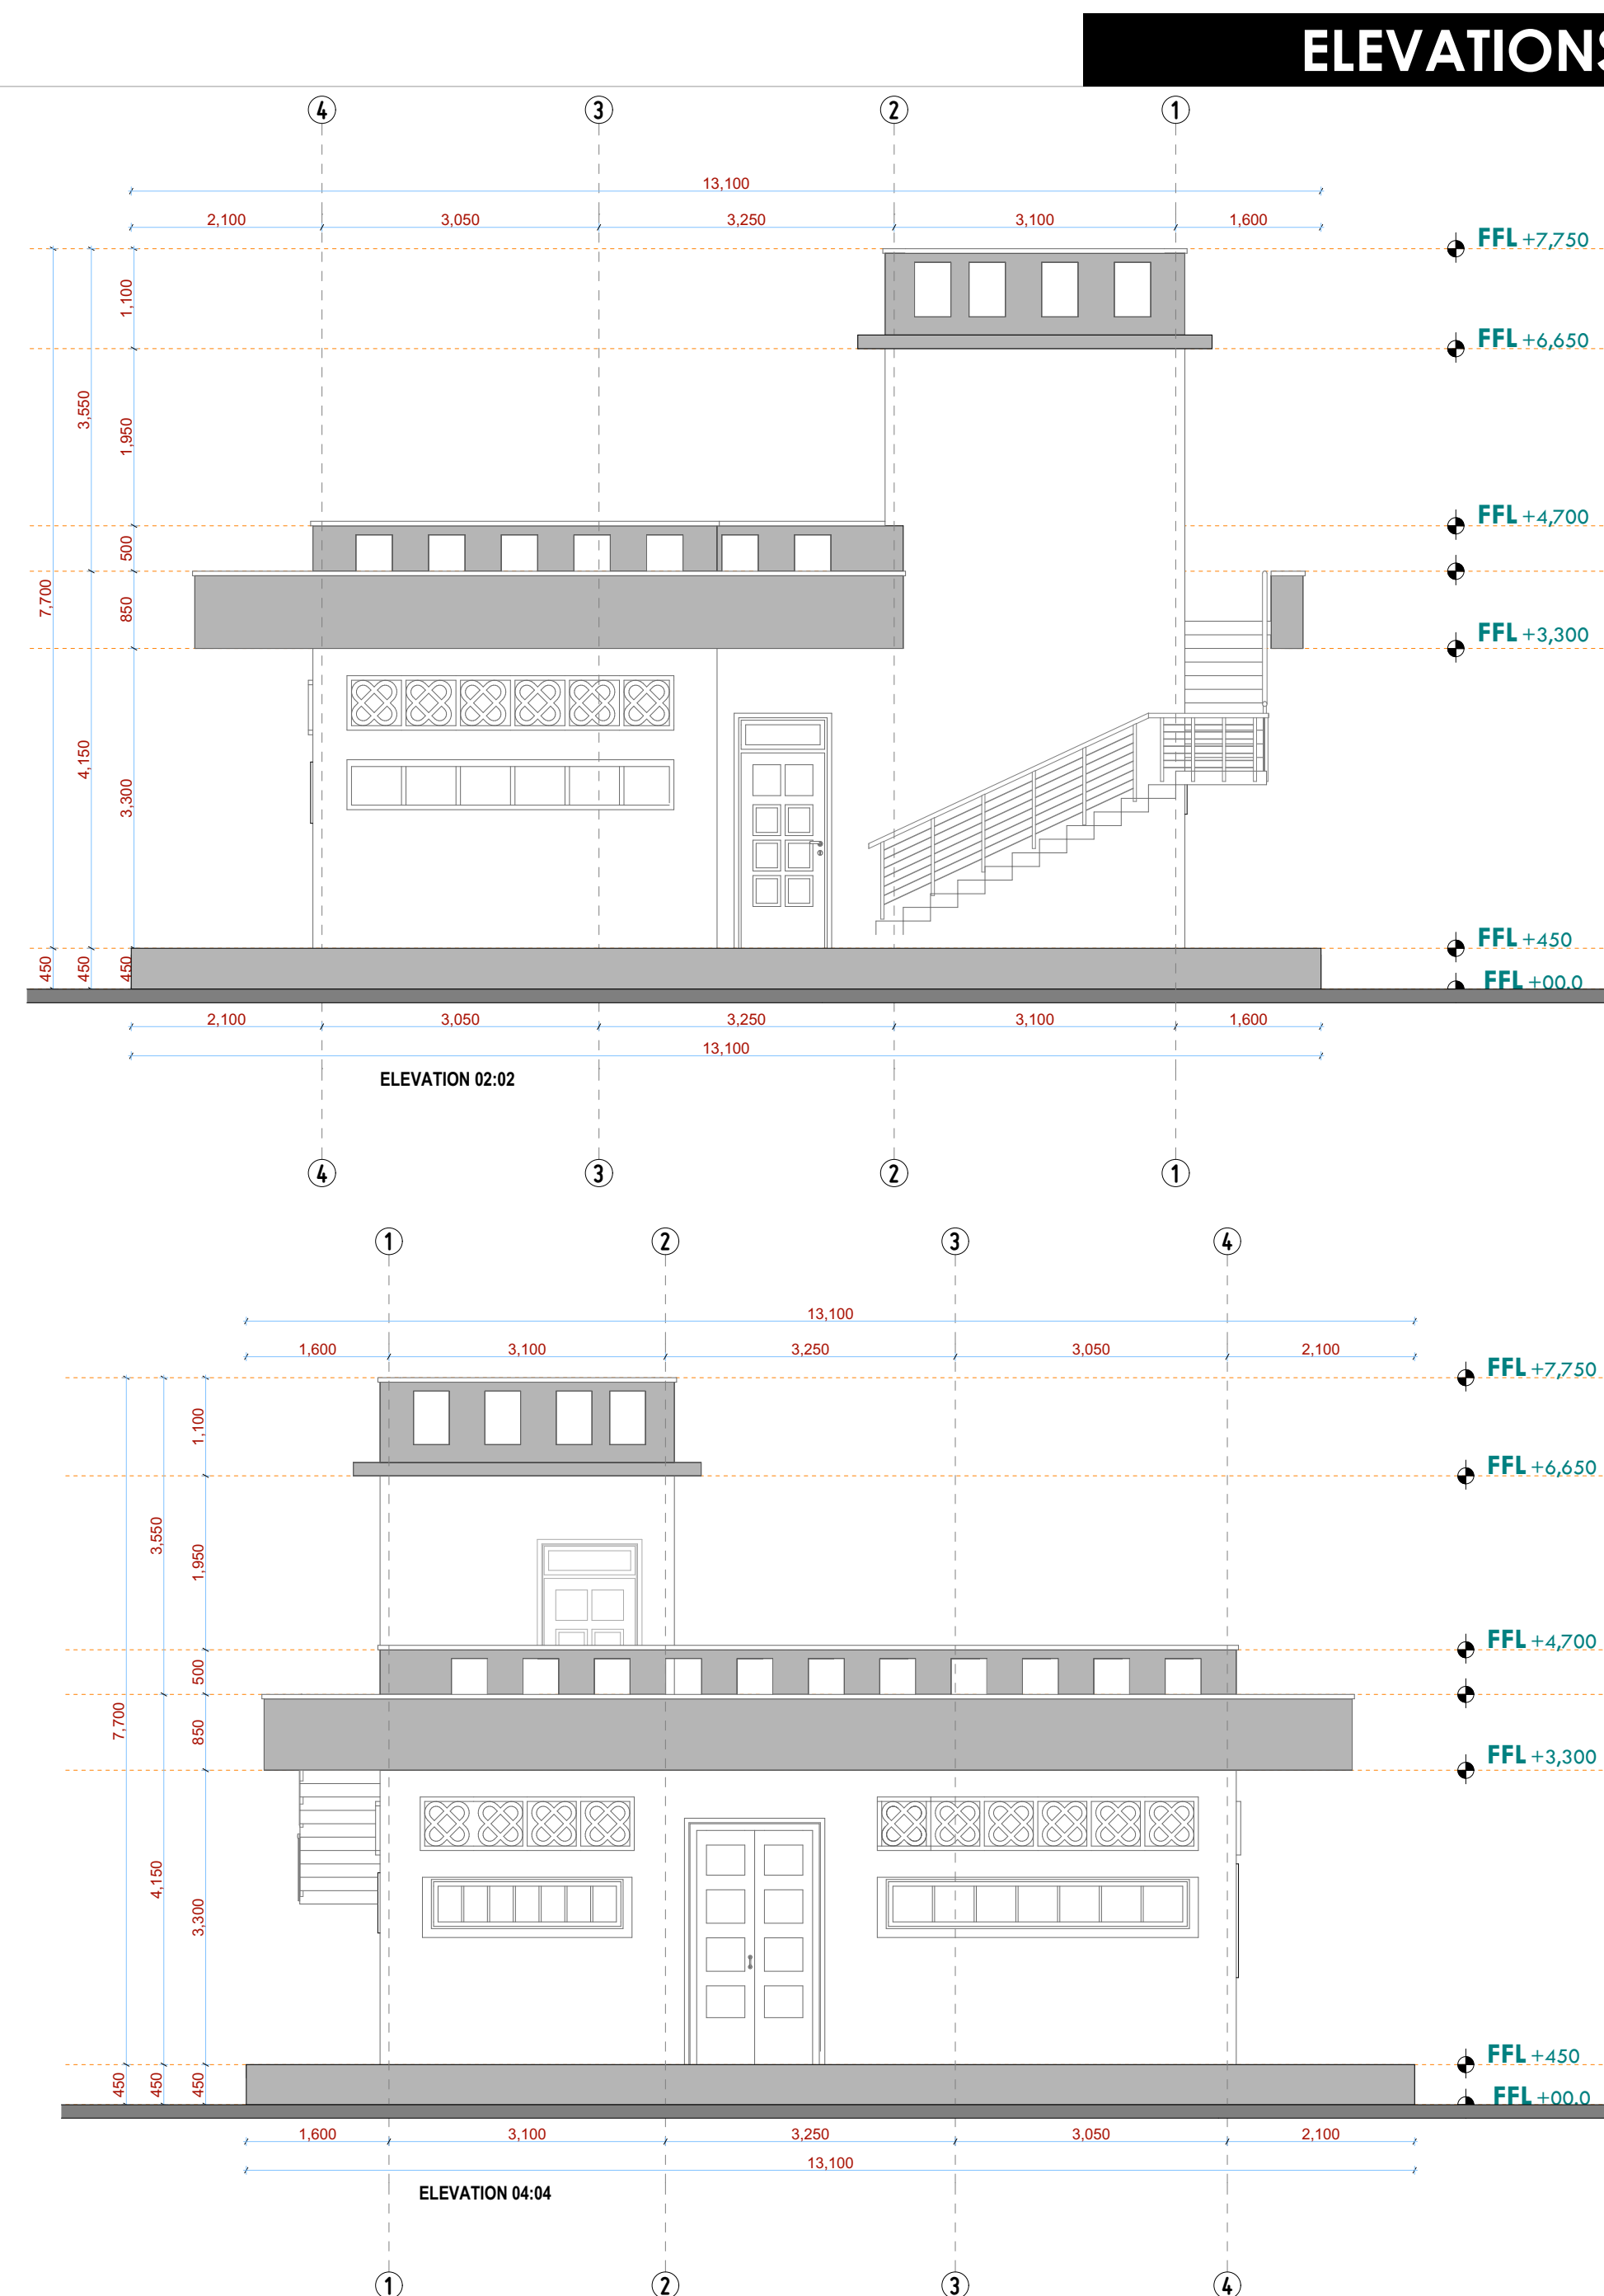 ELEVATIONS
4 3 2 1
13,100
2,100 3,050 3,250 3,100 1,600
FFL +7,750
1,100
FFL +6,650
3,550
1,950
FFL +4,700
500
7,700
850
FFL +3,300
4,150
3,300
FFL +450
450 450 450
FFL +00.0
2,100 3,050 3,250 3,100 1,600
13,100
ELEVATION 02:02
4 3 2 1
1 2 3 4
13,100
1,600 3,100 3,250 3,050 2,100
FFL +7,750
1,100
FFL +6,650
3,550
1,950
FFL +4,700
500
7,700
850
FFL +3,300
4,150
3,300
FFL +450
450 450 450
FFL +00.0
1,600 3,100 3,250 3,050 2,100
13,100
ELEVATION 04:04
1 2 3 4